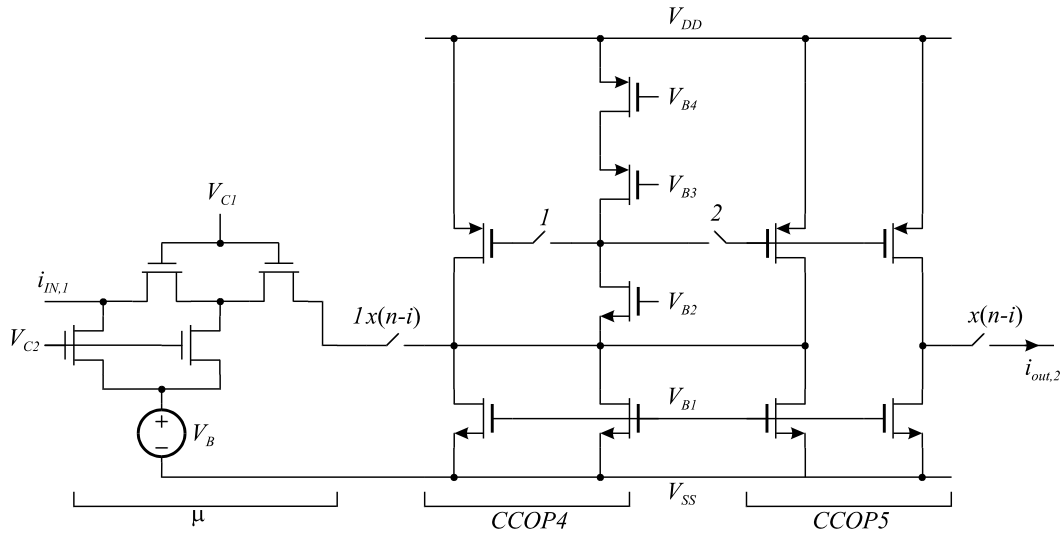 V_DD
V_B4
V_B3
V_C1
1
2
i_IN,1
V_B2
V_C2
1x(n-i)
x(n-i)
i_out,2
V_B1
+
−
V_B
V_SS
μ
CCOP4
CCOP5